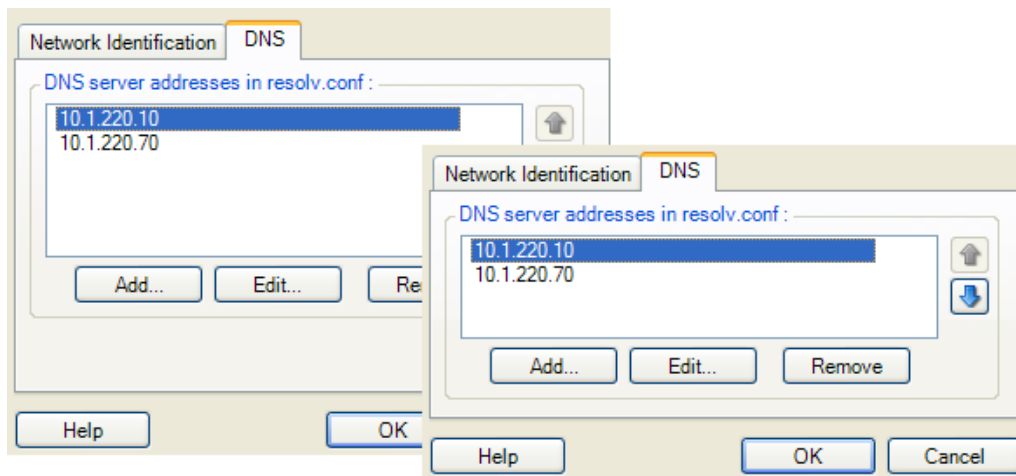 Network Identification DNS
DNS server addresses in resolv.conf :
10.1.220.10
10.1.220.70
Add... Edit... Re
Help OK
Network Identification DNS
DNS server addresses in resolv.conf :
10.1.220.10
10.1.220.70
Add... Edit... Remove
Help OK Cancel